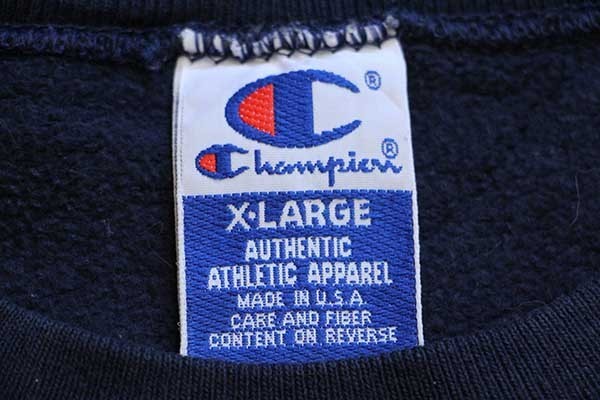 ®
Champion®
X·LARGE
AUTHENTIC
ATHLETIC APPAREL
MADE IN U.S.A.
CARE AND FIBER
CONTENT ON REVERSE